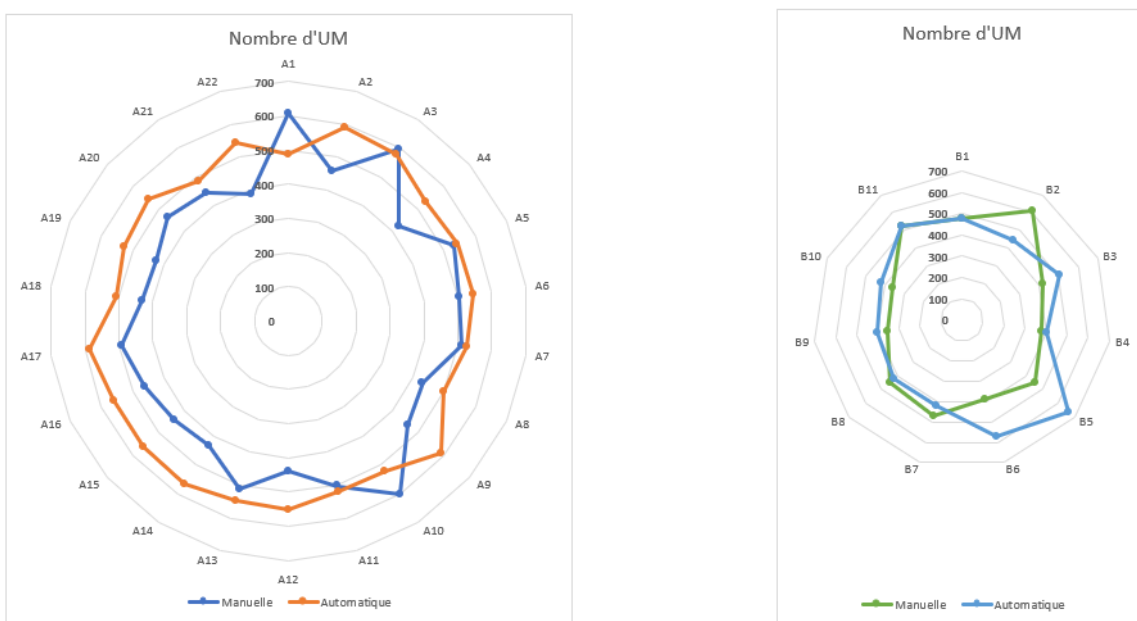 Nombre d'UM
A1
A2
A3
A4
A5
A6
A7
A8
A9
A10
A11
A12
A13
A14
A15
A16
A17
A18
A19
A20
A21
A22
700
600
500
400
300
200
100
0
Manuelle Automatique
Nombre d'UM
B1
B2
B3
B4
B5
B6
B7
B8
B9
B10
B11
700
600
500
400
300
200
100
0
Manuelle Automatique